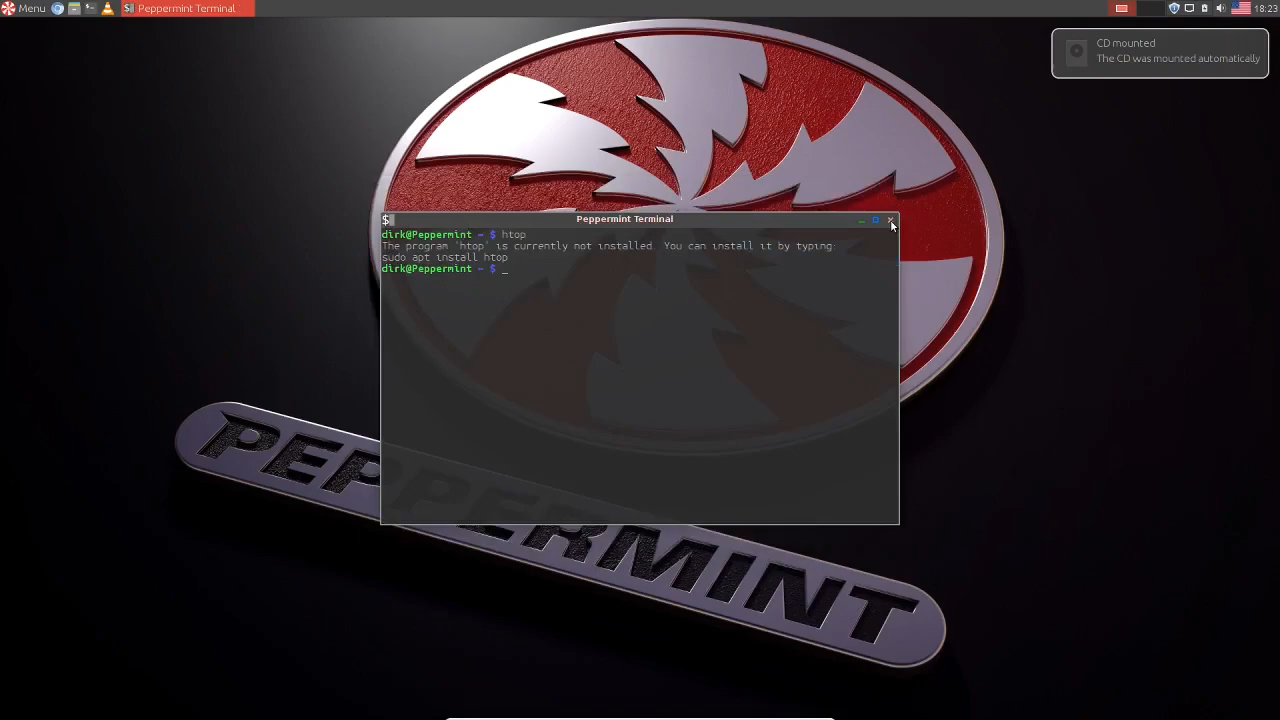 Menu
$ Peppermint Terminal
18:23
CD mounted
The CD was mounted automatically
$
Peppermint Terminal
dirk@Peppermint ~ $ htop
The program 'htop' is currently not installed. You can install it by typing:
sudo apt install htop
dirk@Peppermint ~ $ _
PEPPERMINT